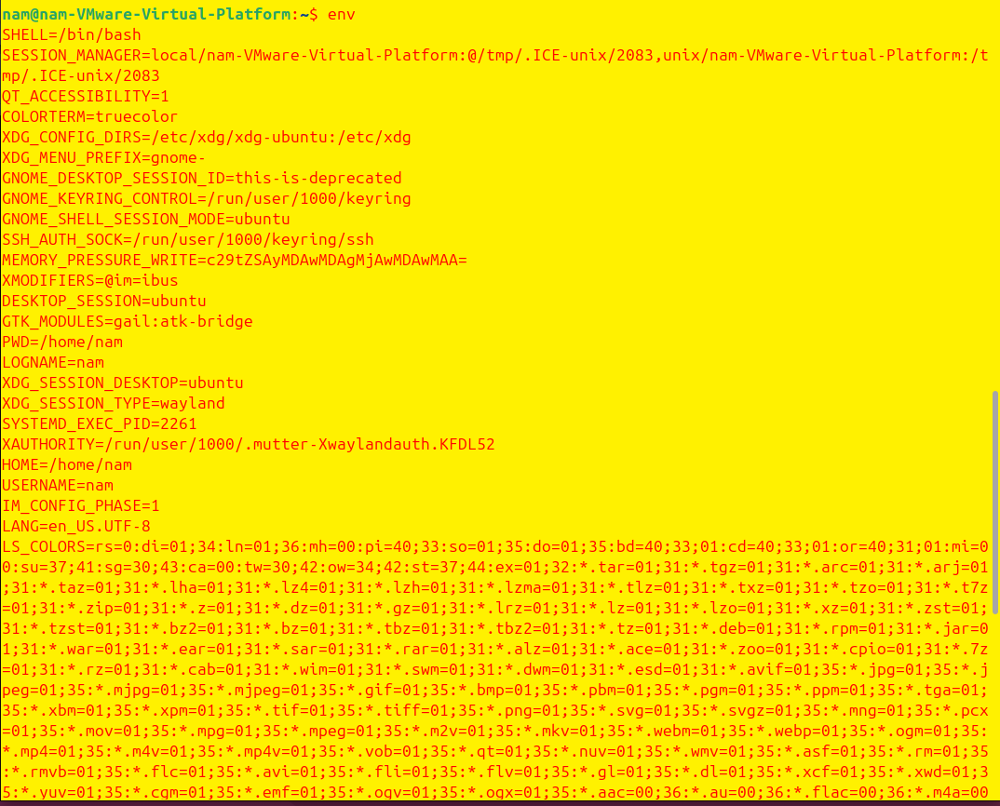 nam@nam-VMware-Virtual-Platform:~$ env
SHELL=/bin/bash
SESSION_MANAGER=local/nam-VMware-Virtual-Platform:@/tmp/.ICE-unix/2083,unix/nam-VMware-Virtual-Platform:/t
mp/.ICE-unix/2083
QT_ACCESSIBILITY=1
COLORTERM=truecolor
XDG_CONFIG_DIRS=/etc/xdg/xdg-ubuntu:/etc/xdg
XDG_MENU_PREFIX=gnome-
GNOME_DESKTOP_SESSION_ID=this-is-deprecated
GNOME_KEYRING_CONTROL=/run/user/1000/keyring
GNOME_SHELL_SESSION_MODE=ubuntu
SSH_AUTH_SOCK=/run/user/1000/keyring/ssh
MEMORY_PRESSURE_WRITE=c29tZSAyMDAwMDAgMjAwMDAwMAA=
XMODIFIERS=@im=ibus
DESKTOP_SESSION=ubuntu
GTK_MODULES=gail:atk-bridge
PWD=/home/nam
LOGNAME=nam
XDG_SESSION_DESKTOP=ubuntu
XDG_SESSION_TYPE=wayland
SYSTEMD_EXEC_PID=2261
XAUTHORITY=/run/user/1000/.mutter-Xwaylandauth.KFDL52
HOME=/home/nam
USERNAME=nam
IM_CONFIG_PHASE=1
LANG=en_US.UTF-8
LS_COLORS=rs=0:di=01;34:ln=01;36:mh=00:pi=40;33:so=01;35:do=01;35:bd=40;33;01:cd=40;33;01:or=40;31;01:mi=0
0:su=37;41:sg=30;43:ca=00:tw=30;42:ow=34;42:st=37;44:ex=01;32:*.tar=01;31:*.tgz=01;31:*.arc=01;31:*.arj=01
;31:*.taz=01;31:*.lha=01;31:*.lz4=01;31:*.lzh=01;31:*.lzma=01;31:*.tlz=01;31:*.txz=01;31:*.tzo=01;31:*.t7z
=01;31:*.zip=01;31:*.z=01;31:*.dz=01;31:*.gz=01;31:*.lrz=01;31:*.lz=01;31:*.lzo=01;31:*.xz=01;31:*.zst=01;
31:*.tzst=01;31:*.bz2=01;31:*.bz=01;31:*.tbz=01;31:*.tbz2=01;31:*.tz=01;31:*.deb=01;31:*.rpm=01;31:*.jar=0
1;31:*.war=01;31:*.ear=01;31:*.sar=01;31:*.rar=01;31:*.alz=01;31:*.ace=01;31:*.zoo=01;31:*.cpio=01;31:*.7z
=01;31:*.rz=01;31:*.cab=01;31:*.wim=01;31:*.swm=01;31:*.dwm=01;31:*.esd=01;31:*.avif=01;35:*.jpg=01;35:*.j
peg=01;35:*.mjpg=01;35:*.mjpeg=01;35:*.gif=01;35:*.bmp=01;35:*.pbm=01;35:*.pgm=01;35:*.ppm=01;35:*.tga=01;
35:*.xbm=01;35:*.xpm=01;35:*.tif=01;35:*.tiff=01;35:*.png=01;35:*.svg=01;35:*.svgz=01;35:*.mng=01;35:*.pcx
=01;35:*.mov=01;35:*.mpg=01;35:*.mpeg=01;35:*.m2v=01;35:*.mkv=01;35:*.webm=01;35:*.webp=01;35:*.ogm=01;35:
*.mp4=01;35:*.m4v=01;35:*.mp4v=01;35:*.vob=01;35:*.qt=01;35:*.nuv=01;35:*.wmv=01;35:*.asf=01;35:*.rm=01;35
:*.rmvb=01;35:*.flc=01;35:*.avi=01;35:*.fli=01;35:*.flv=01;35:*.gl=01;35:*.dl=01;35:*.xcf=01;35:*.xwd=01;3
5:*.yuv=01;35:*.cgm=01;35:*.emf=01;35:*.ogv=01;35:*.ogx=01;35:*.aac=00;36:*.au=00;36:*.flac=00;36:*.m4a=00